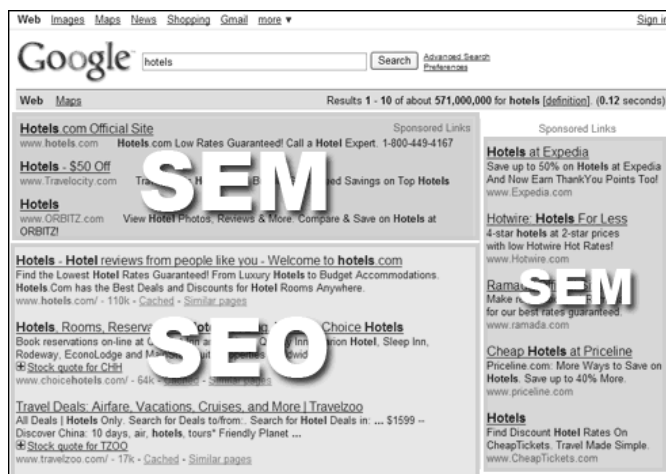 Web Images Maps News Shopping Gmail more ▼ Sign in
Google hotels Search Advanced Search
Preferences
Web Maps Results 1 - 10 of about 571,000,000 for hotels [definition]. (0.12 seconds)
Hotels.com Official Site Sponsored Links
www.hotels.com Hotels.com Low Rates Guaranteed! Call a Hotel Expert. 1-800-449-4167
Hotels - $50 Off
www.Travelocity.com Savings on Top Hotels
Hotels
www.ORBITZ.com View Hotel Photos, Reviews & More. Compare & Save on Hotels at
ORBITZ!
SEM
Hotels - Hotel reviews from people like you - Welcome to hotels.com
Find the Lowest Hotel Rates Guaranteed! From Luxury Hotels to Budget Accommodations.
Hotels.Com has the Best Deals and Discounts for Hotel Rooms Anywhere.
www.hotels.com/ - 110k - Cached - Similar pages
Hotels, Rooms, Choice Hotels
Book reservations on-line at Hotel, Sleep Inn,
Rodeway, EconoLodge and
Stock quote for CHH
www.choicehotels.com/ - 64k - Cached - Similar pages
SEO
Travel Deals: Airfare, Vacations, Cruises, and More | Travelzoo
All Deals | Hotels Only. Search for Deals to/from:. Search for Hotel Deals in: ... $1599 --
Discover China: 10 days, air, hotels, tours* Friendly Planet ...
Stock quote for TZOO
www.travelzoo.com/ - 17k - Cached - Similar pages
Sponsored Links
Hotels at Expedia
Save up to 50% on Hotels at Expedia
And Now Earn ThankYou Points Too!
www.Expedia.com
Hotwire: Hotels For Less
4-star hotels at 2-star prices
with low Hotwire Hot Rates!
www.Hotwire.com
Make
for our best rates guaranteed.
www.ramada.com
SEM
Cheap Hotels at Priceline
Priceline.com: More Ways to Save on
Hotels. Save up to 40% More.
www.priceline.com
Hotels
Find Discount Hotel Rates On
CheapTickets. Travel Made Simple.
www.CheapTickets.com